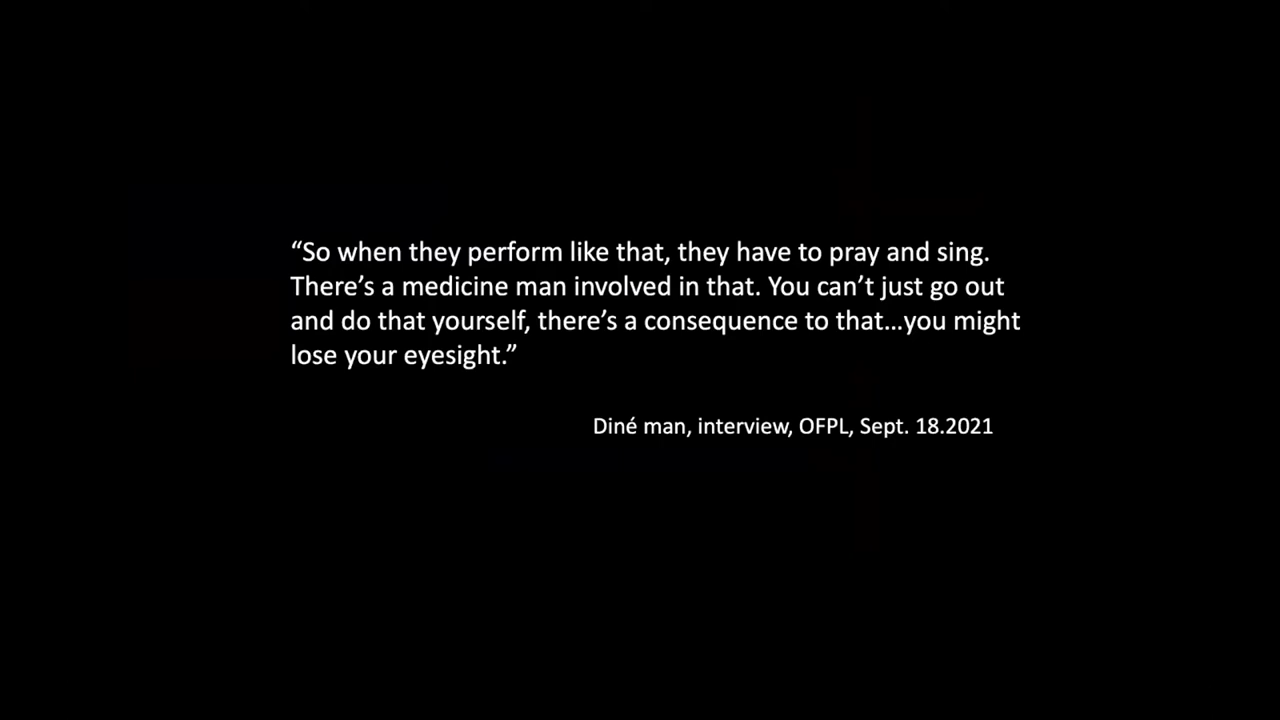 “So when they perform like that, they have to pray and sing.
There’s a medicine man involved in that. You can’t just go out
and do that yourself, there’s a consequence to that…you might
lose your eyesight.”
Diné man, interview, OFPL, Sept. 18.2021